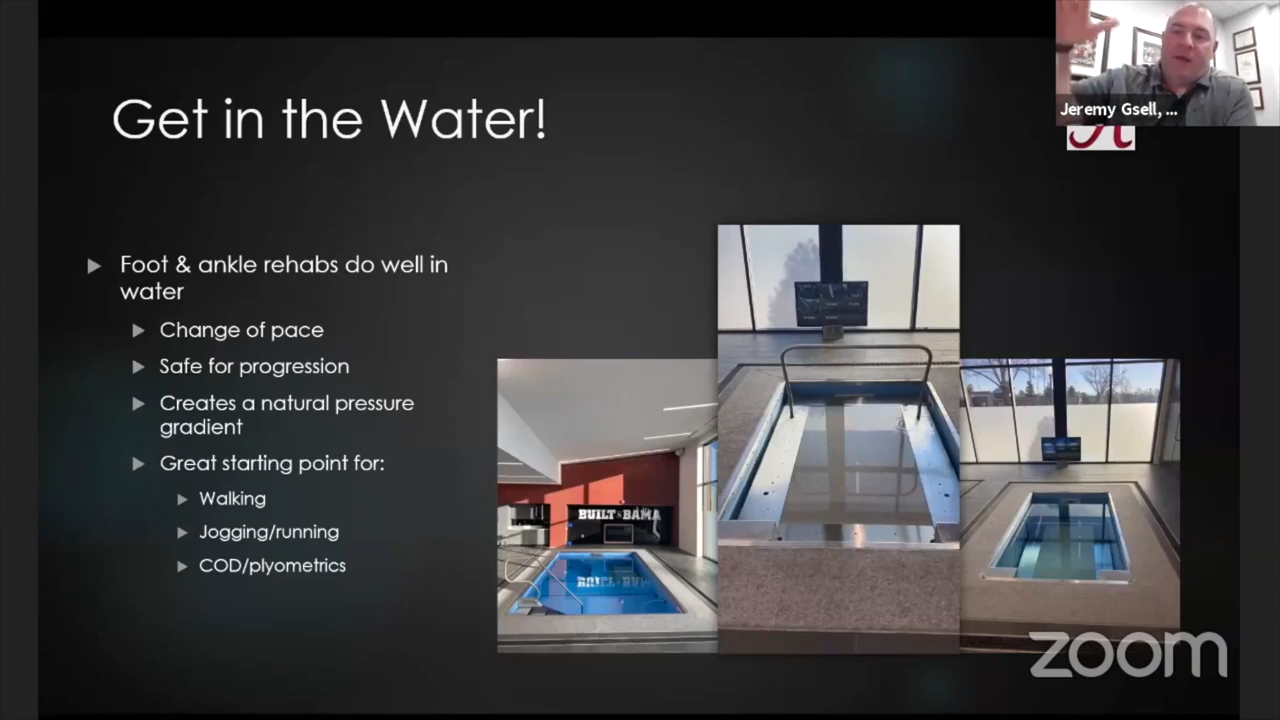 Get in the Water!
Jeremy Gsell, ...
Foot & ankle rehabs do well in
water
Change of pace
Safe for progression
Creates a natural pressure
gradient
Great starting point for:
Walking
Jogging/running
COD/plyometrics
BUILT BAMA
zoom